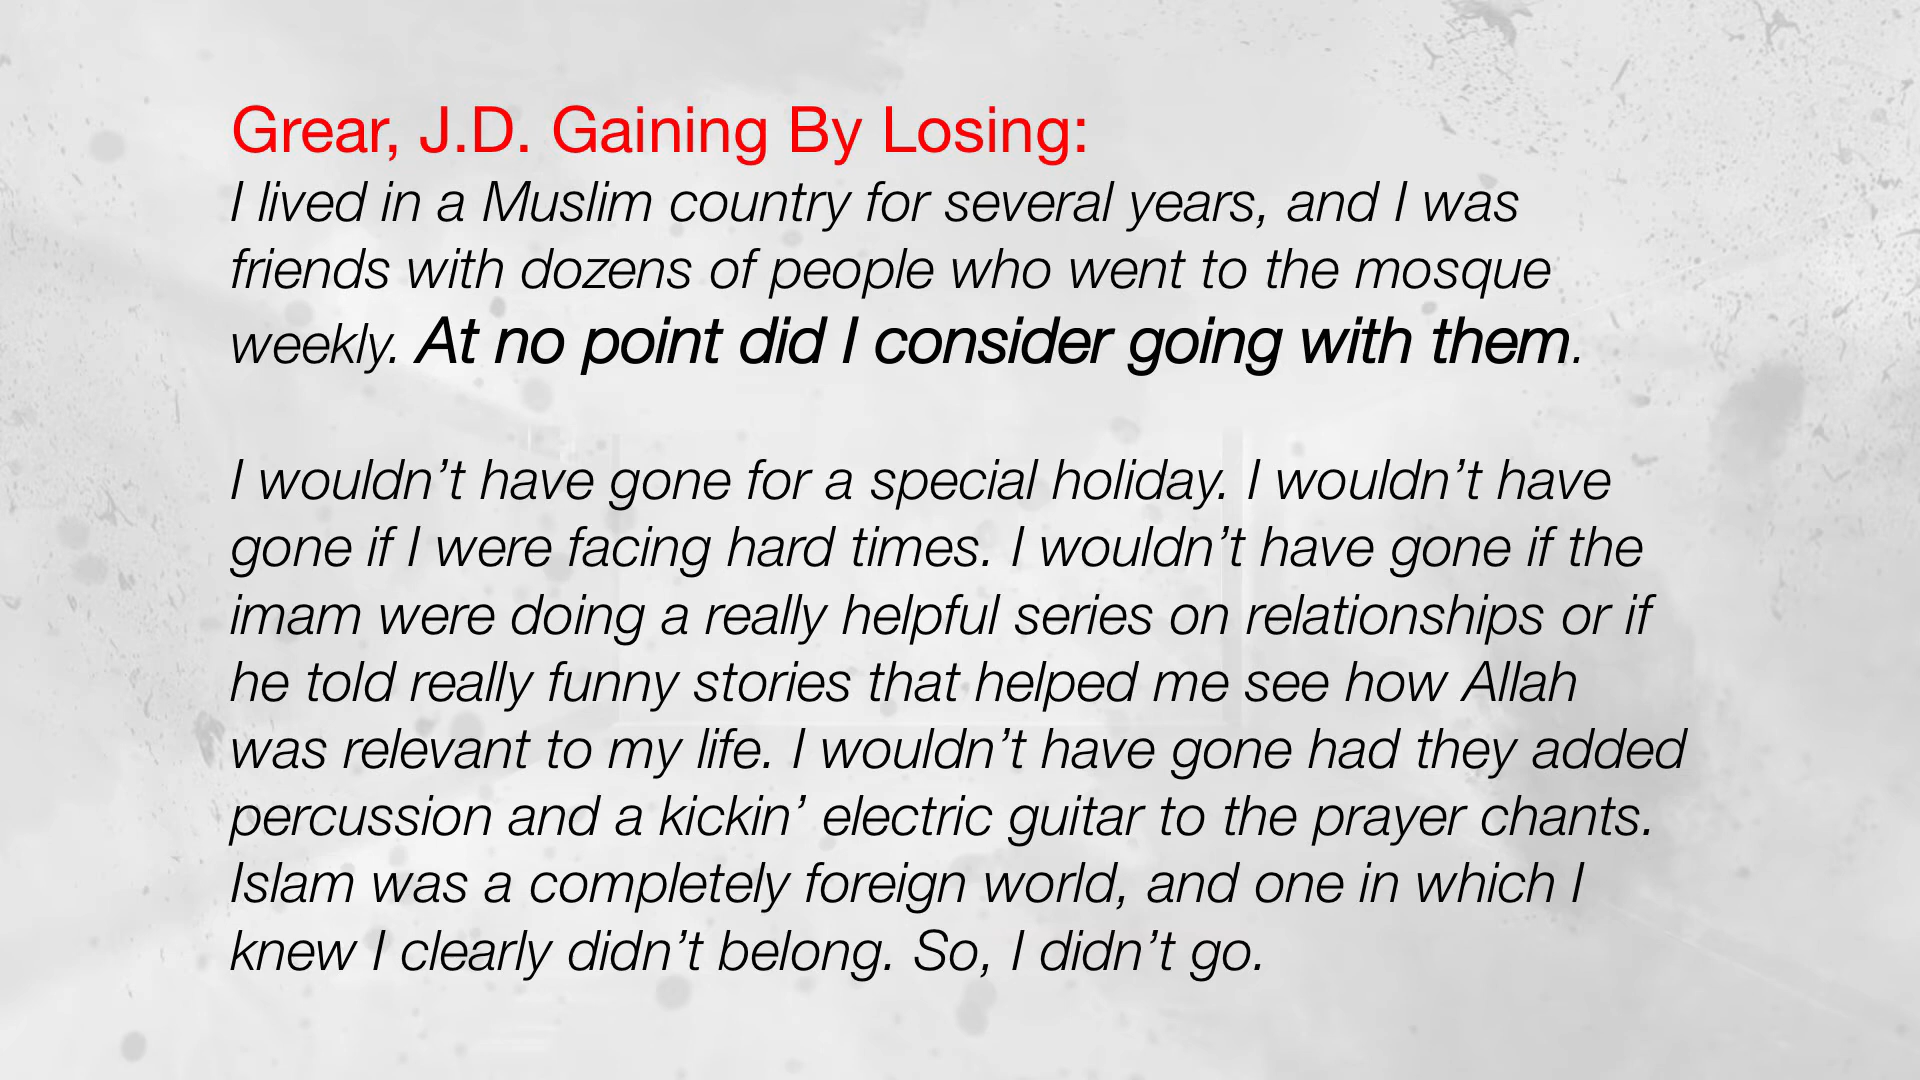 Grear, J.D. Gaining By Losing:
I lived in a Muslim country for several years, and I was
friends with dozens of people who went to the mosque
weekly. At no point did I consider going with them.
I wouldn’t have gone for a special holiday. I wouldn’t have
gone if I were facing hard times. I wouldn’t have gone if the
imam were doing a really helpful series on relationships or if
he told really funny stories that helped me see how Allah
was relevant to my life. I wouldn’t have gone had they added
percussion and a kickin’ electric guitar to the prayer chants.
Islam was a completely foreign world, and one in which I
knew I clearly didn’t belong. So, I didn’t go.